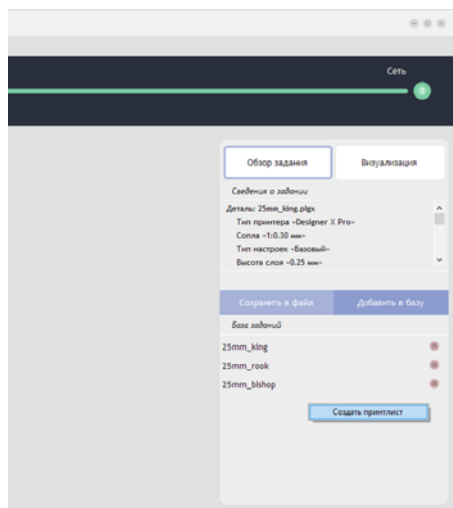 Сеть
Обзор задания
Визуализация
Сведения о задании
Деталь: 25mm_king.plgx
Тип принтера -Designer X Pro-
Сопла -1:0.30 мм-
Тип настроек -Базовый-
Высота слоя -0.25 мм-
Сохранить в файл
Добавить в базу
База заданий
25mm_king
25mm_rook
25mm_bishop
Создать принтлист